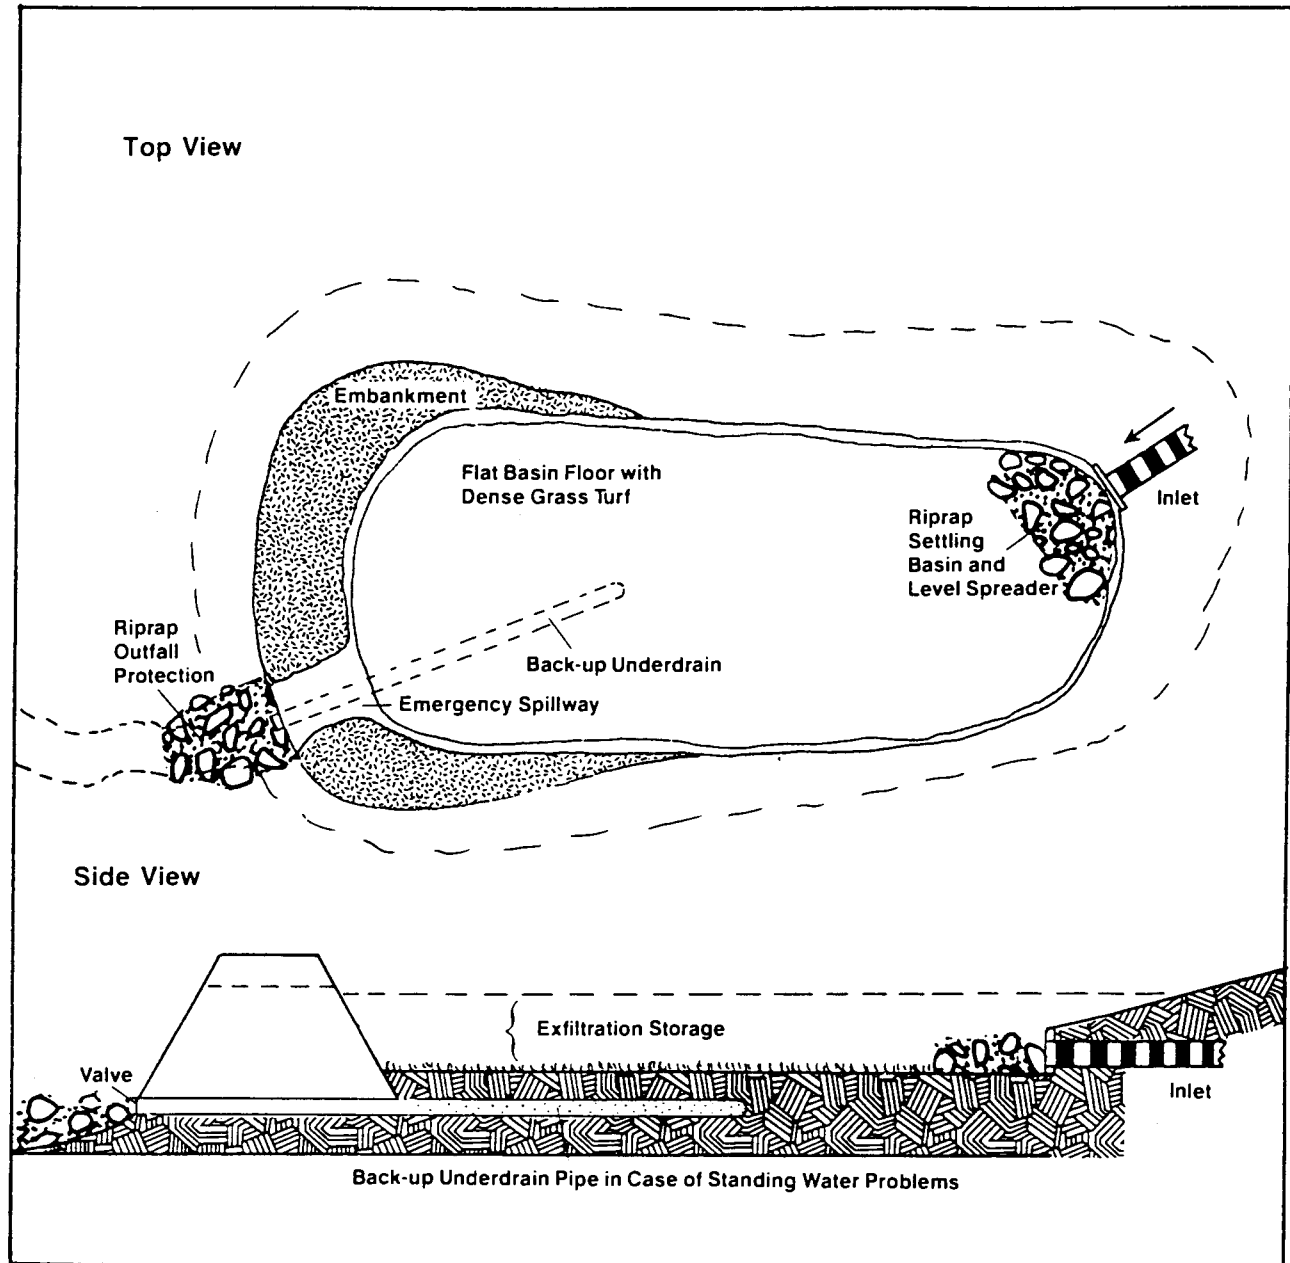 Top View
Embankment
Flat Basin Floor with
Dense Grass Turf
Inlet
Riprap
Settling
Basin and
Level Spreader
Riprap
Outfall
Protection
Back-up Underdrain
Emergency Spillway
Side View
Exfiltration Storage
Valve
Inlet
Back-up Underdrain Pipe in Case of Standing Water Problems